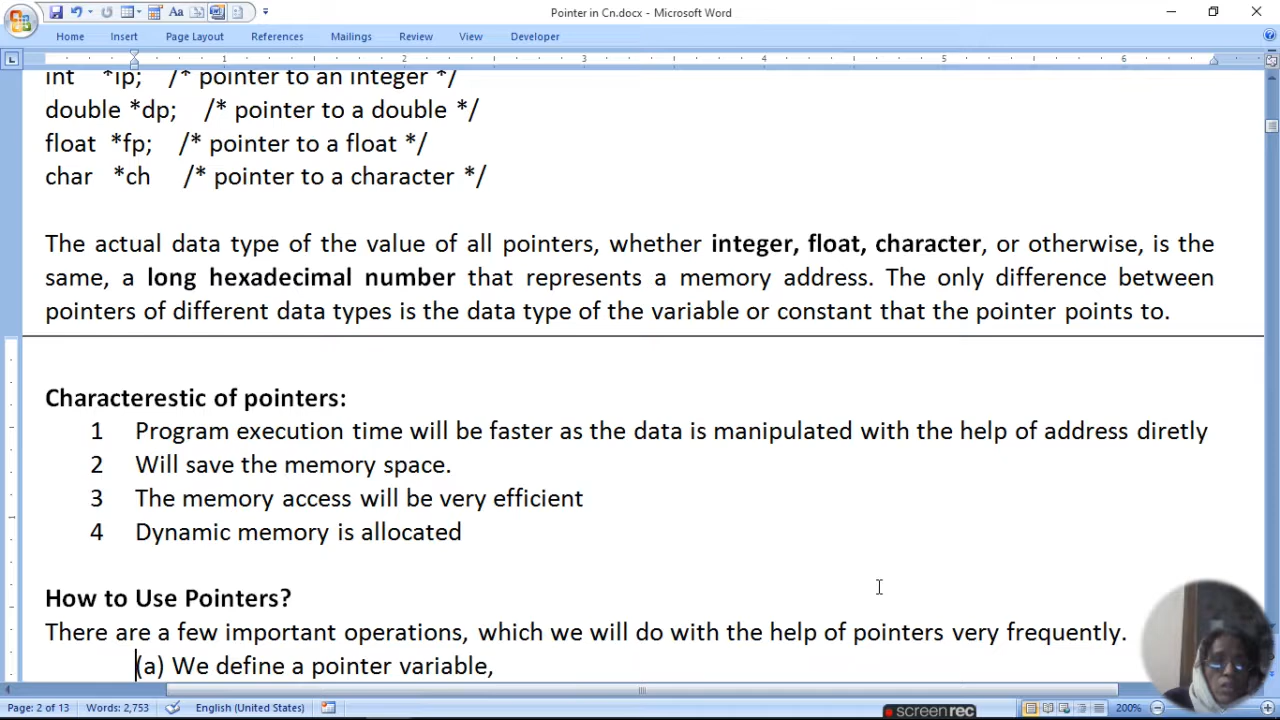 Pointer in Cn.docx - Microsoft Word
Home Insert Page Layout References Mailings Review View Developer
1 2 3 4 5 6
int *ip; /* pointer to an integer */
double *dp; /* pointer to a double */
float *fp; /* pointer to a float */
char *ch /* pointer to a character */
The actual data type of the value of all pointers, whether integer, float, character, or otherwise, is the
same, a long hexadecimal number that represents a memory address. The only difference between
pointers of different data types is the data type of the variable or constant that the pointer points to.
Characterestic of pointers:
1 Program execution time will be faster as the data is manipulated with the help of address diretly
2 Will save the memory space.
3 The memory access will be very efficient
4 Dynamic memory is allocated
How to Use Pointers?
There are a few important operations, which we will do with the help of pointers very frequently.
(a) We define a pointer variable,
Page: 2 of 13 Words: 2,753 English (United States) screenrec 200%